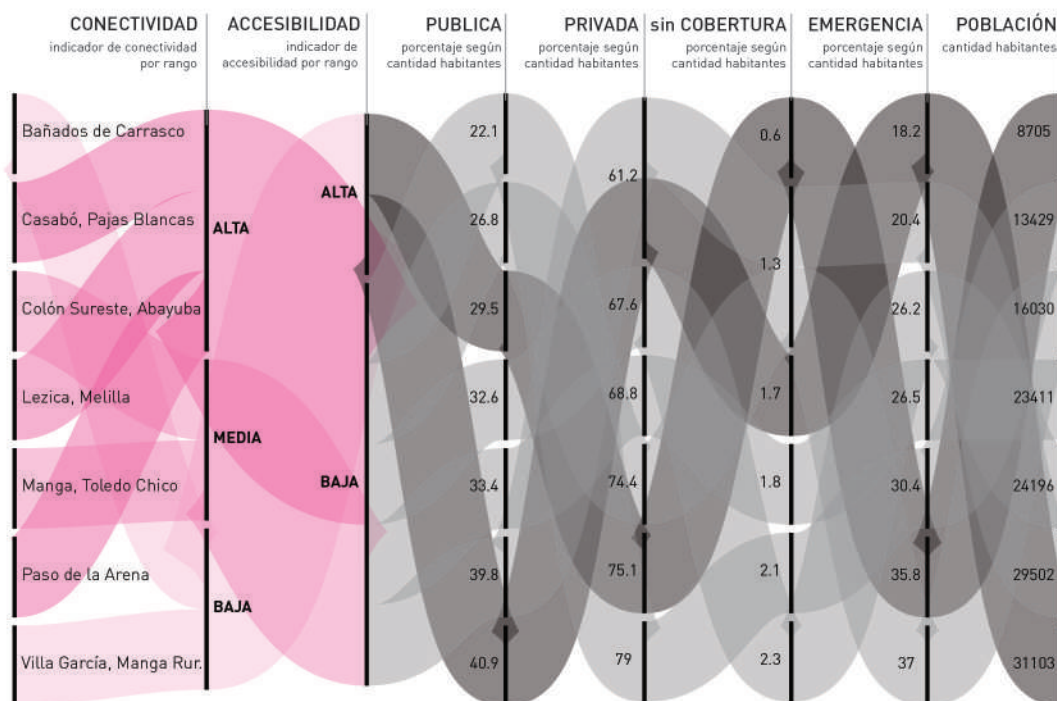 CONECTIVIDAD
indicador de conectividad
por rango
ACCESIBILIDAD
indicador de
accesibilidad por rango
PUBLICA
porcentaje según
cantidad habitantes
PRIVADA
porcentaje según
cantidad habitantes
sin COBERTURA
porcentaje según
cantidad habitantes
EMERGENCIA
porcentaje según
cantidad habitantes
POBLACIÓN
cantidad habitantes
Bañados de Carrasco
Casabó, Pajas Blancas
Colón Sureste, Abayuba
Lezica, Melilla
Manga, Toledo Chico
Paso de la Arena
Villa García, Manga Rur.
ALTA
MEDIA
BAJA
ALTA
BAJA
22.1
26.8
29.5
32.6
33.4
39.8
40.9
61.2
67.6
68.8
74.4
75.1
79
0.6
1.3
1.7
1.8
2.1
2.3
18.2
20.4
26.2
26.5
30.4
35.8
37
8705
13429
16030
23411
24196
29502
31103